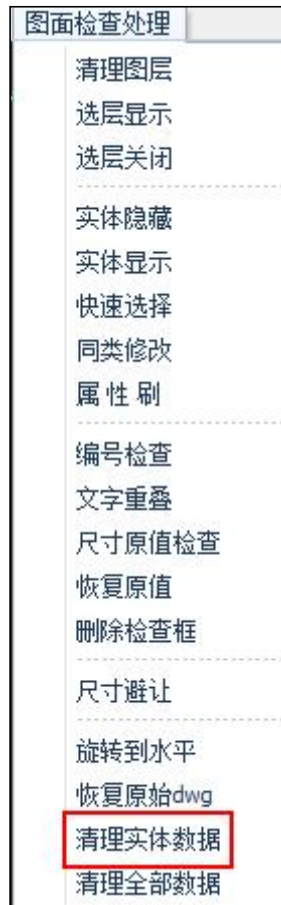 图面检查处理
清理图层
选层显示
选层关闭
实体隐藏
实体显示
快速选择
同类修改
属 性 刷
编号检查
文字重叠
尺寸原值检查
恢复原值
删除检查框
尺寸避让
旋转到水平
恢复原始dwg
清理实体数据
清理全部数据